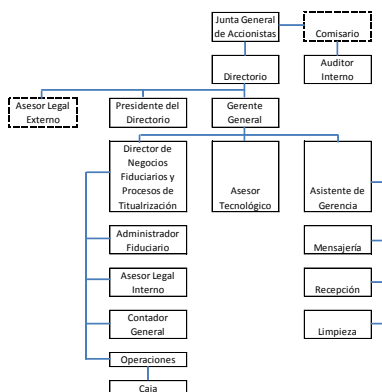 Junta General
de Accionistas
Comisario
Directorio
Auditor
Interno
Asesor Legal
Externo
Presidente del
Directorio
Gerente
General
Director de
Negocios
Fiduciarios y
Procesos de
Titualrización
Asesor
Tecnológico
Asistente de
Gerencia
Administrador
Fiduciario
Mensajería
Asesor Legal
Interno
Recepción
Contador
General
Limpieza
Operaciones
Caja